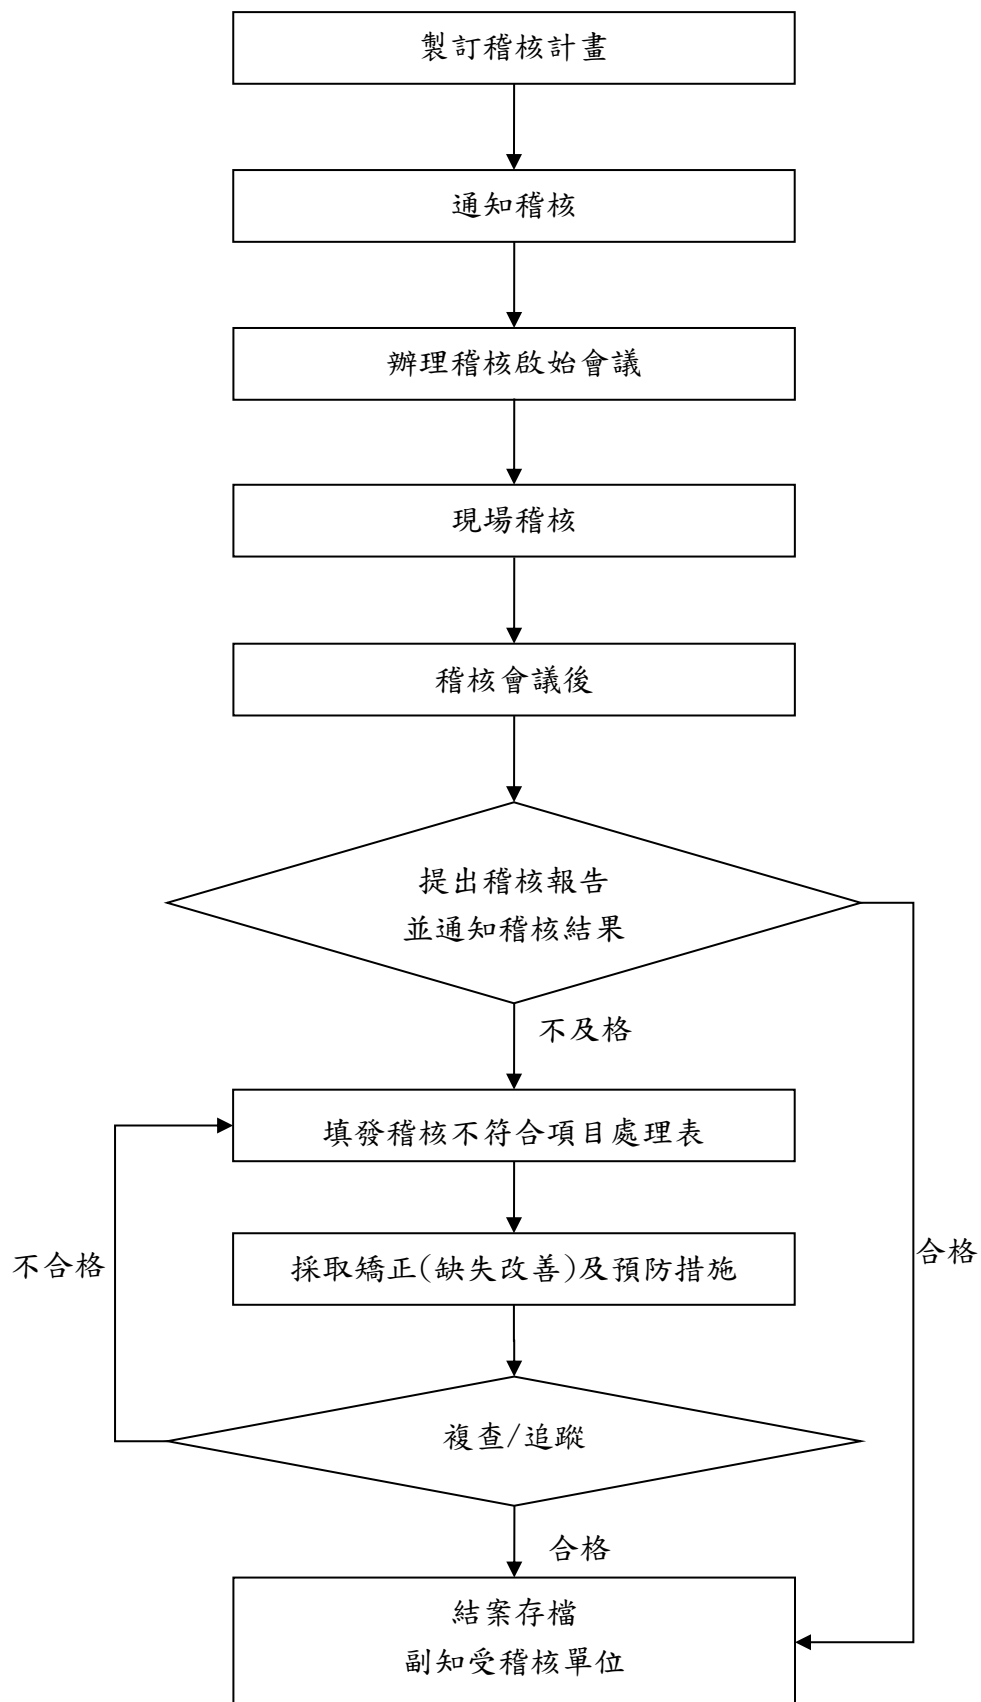 製訂稽核計畫
通知稽核
辦理稽核啟始會議
現場稽核
稽核會議後
提出稽核報告
並通知稽核結果
不及格
填發稽核不符合項目處理表
不合格
採取矯正(缺失改善)及預防措施
合格
複查/追蹤
合格
結案存檔
副知受稽核單位